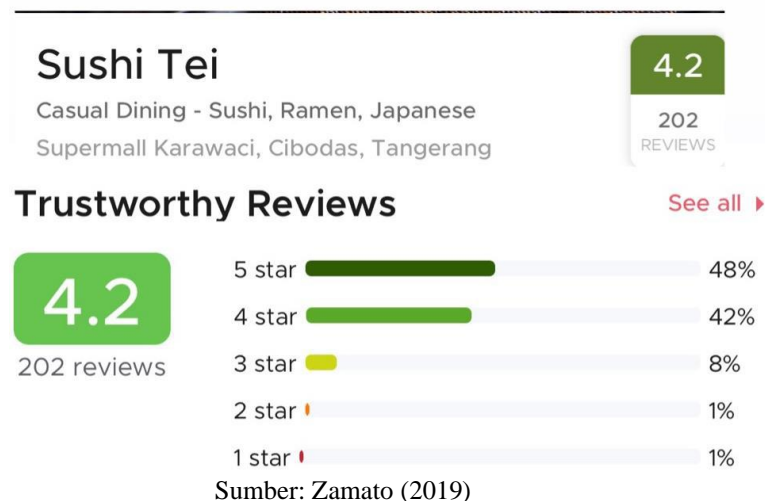 Sushi Tei
4.2
Casual Dining - Sushi, Ramen, Japanese
202
Supermall Karawaci, Cibodas, Tangerang
REVIEWS
Trustworthy Reviews
See all
4.2
202 reviews
5 star 48%
4 star 42%
3 star 8%
2 star 1%
1 star 1%
Sumber: Zamato (2019)